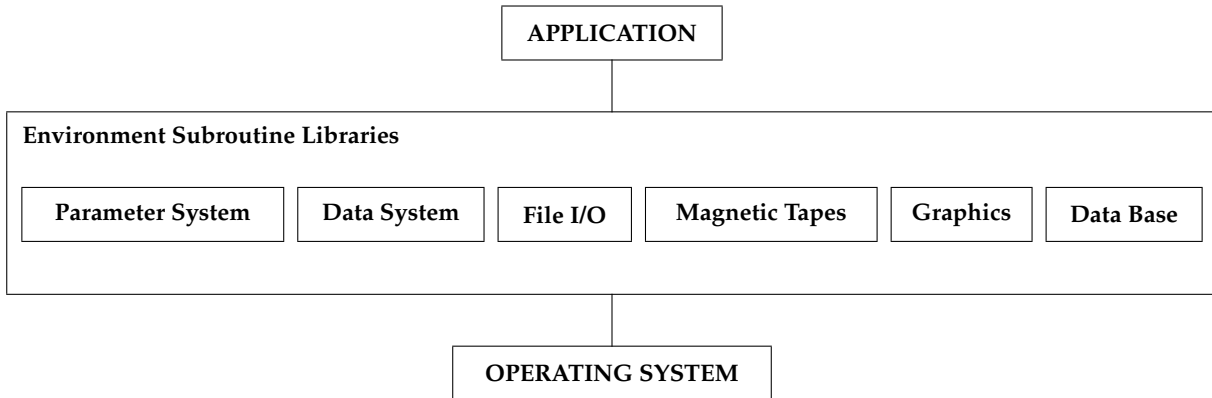 APPLICATION
Environment Subroutine Libraries
Parameter System
Data System
File I/O
Magnetic Tapes
Graphics
Data Base
OPERATING SYSTEM